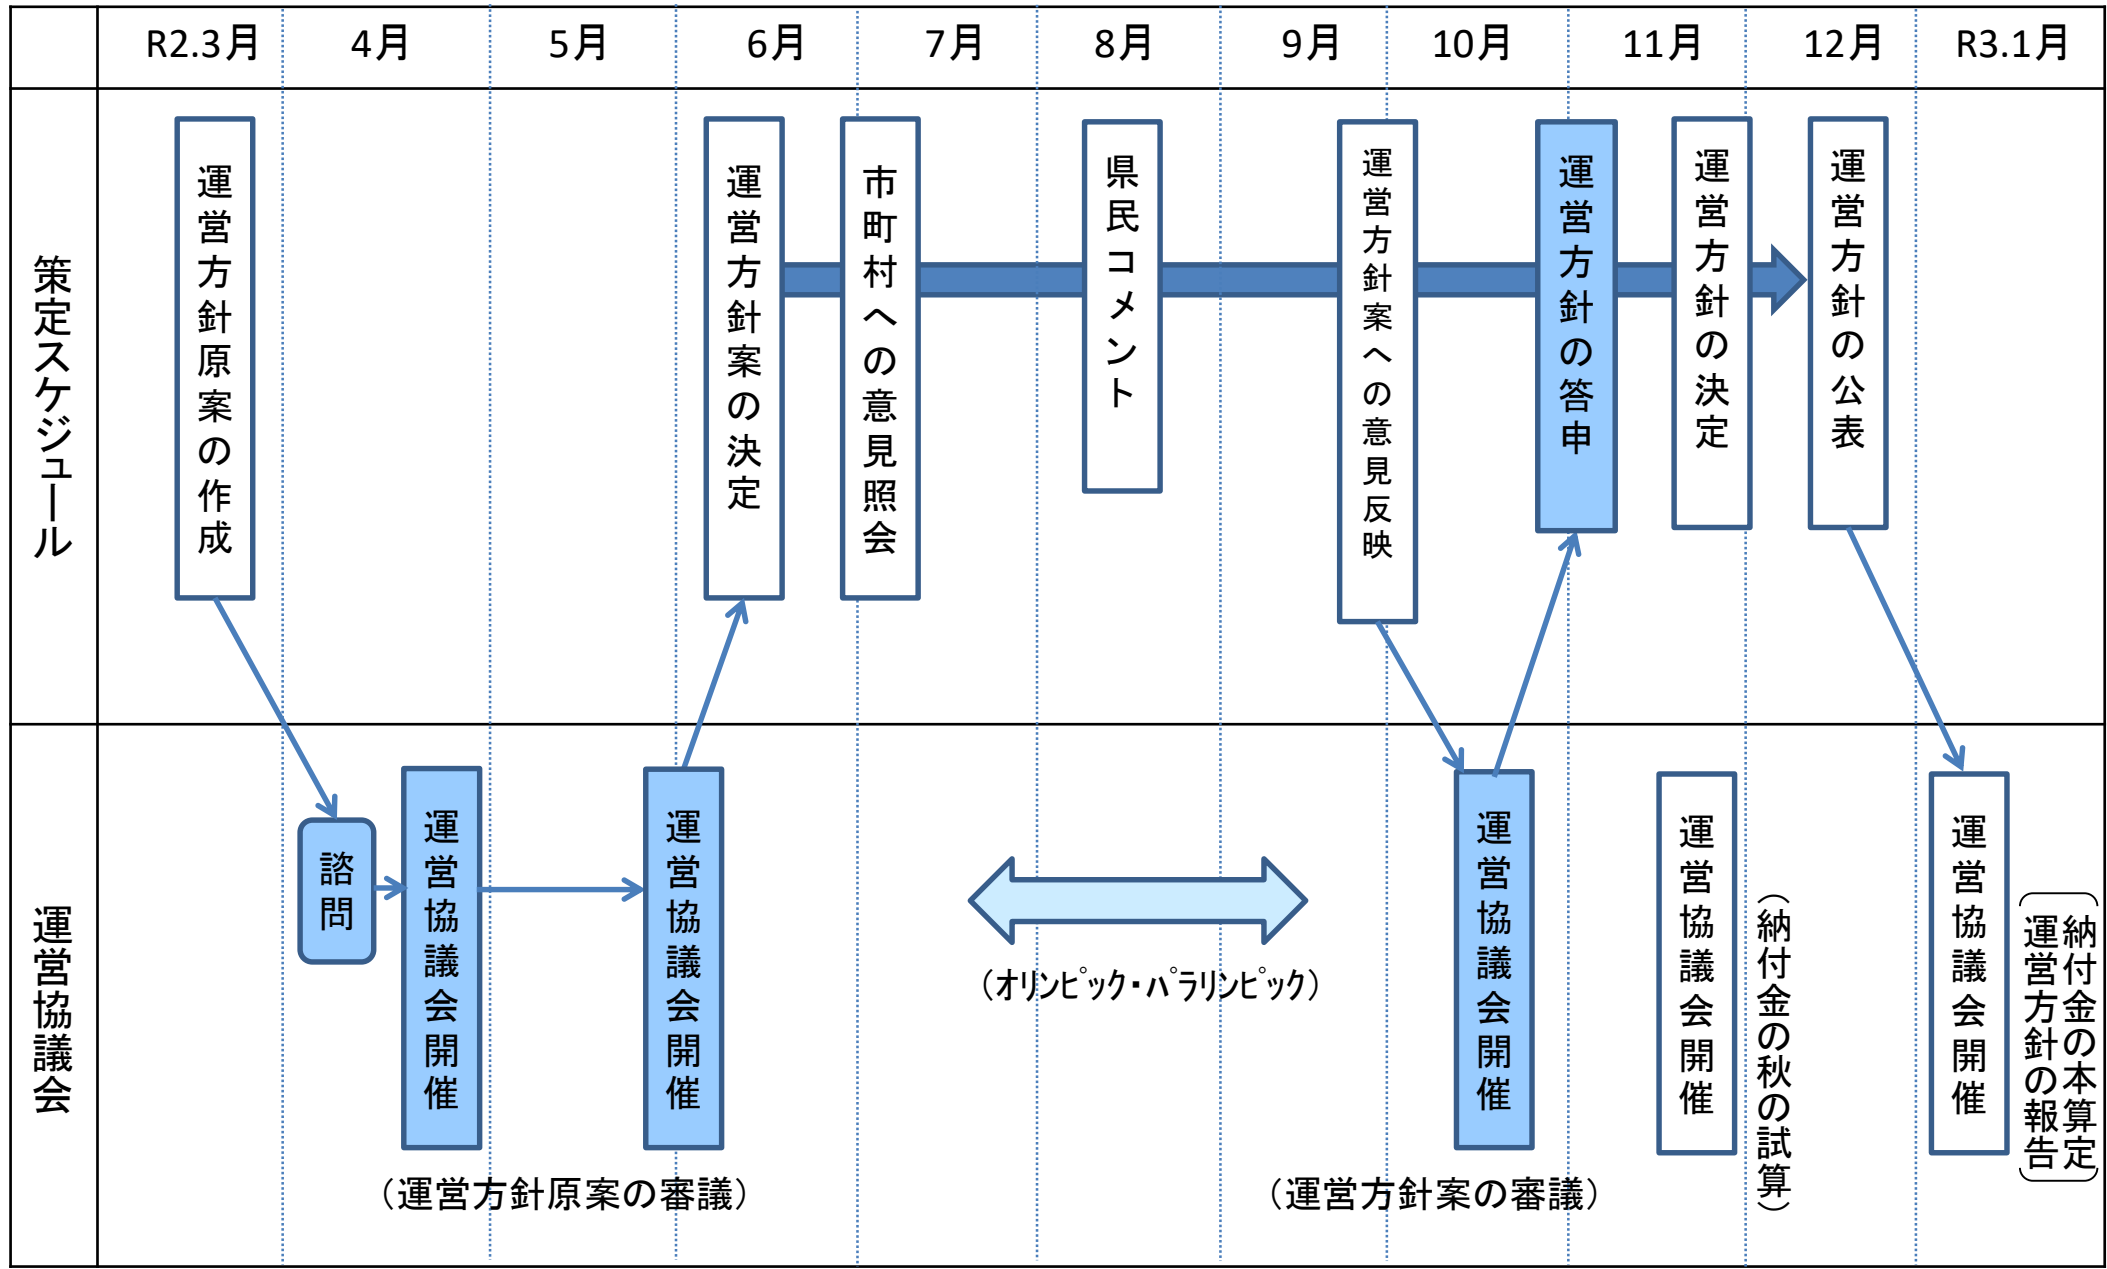 R2.3月
4月
5月
6月
7月
8月
9月
10月
11月
12月
R3.1月
策定スケジュール
運営方針原案の作成
運営方針案の決定
市町村への意見照会
県民コメント
運営方針案への意見反映
運営方針の答申
運営方針の決定
運営方針の公表
運営協議会
諮問
運営協議会開催
運営協議会開催
(運営方針原案の審議)
(オリンピック・パラリンピック)
運営協議会開催
(運営方針案の審議)
運営協議会開催
(納付金の秋の試算)
運営協議会開催
納付金の本算定
運営方針の報告